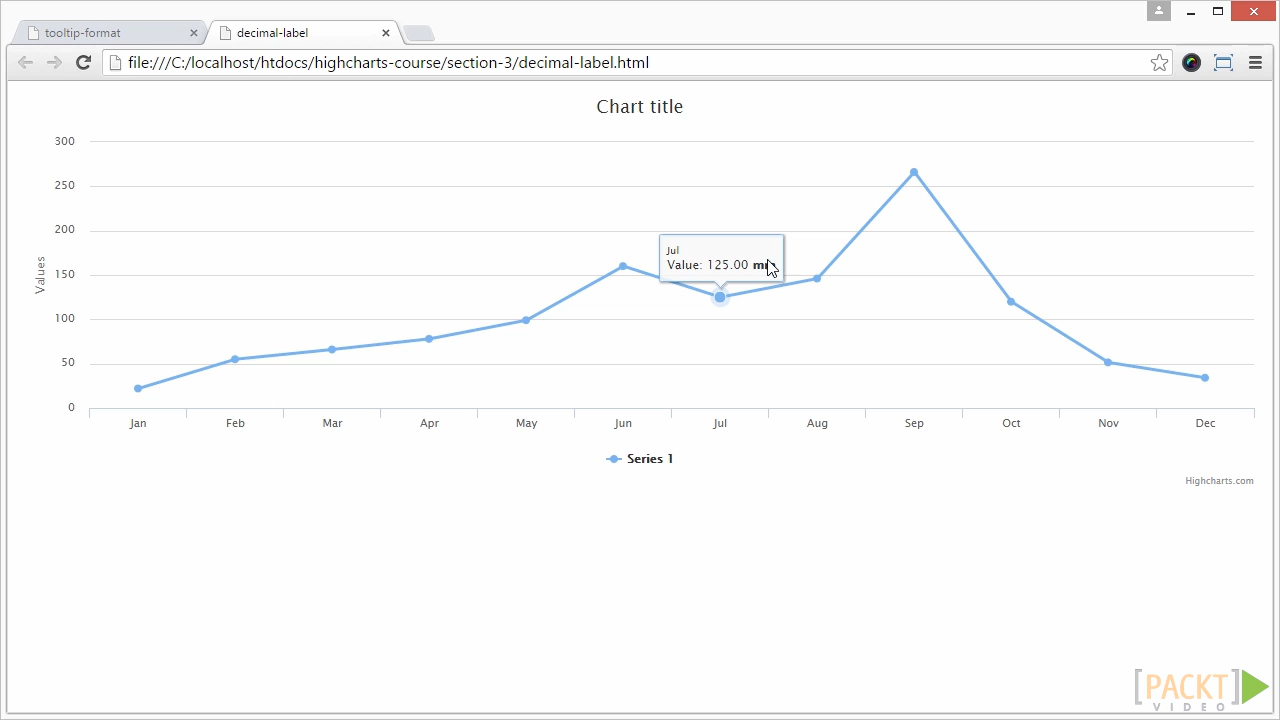 tooltip-format
decimal-label
file:///C:/localhost/htdocs/highcharts-course/section-3/decimal-label.html
Chart title
300
250
200
150
100
50
0
Values
Jul
Value: 125.00
Jan Feb Mar Apr May Jun Jul Aug Sep Oct Nov Dec
Series 1
Highcharts.com
[PACKT]
VIDEO